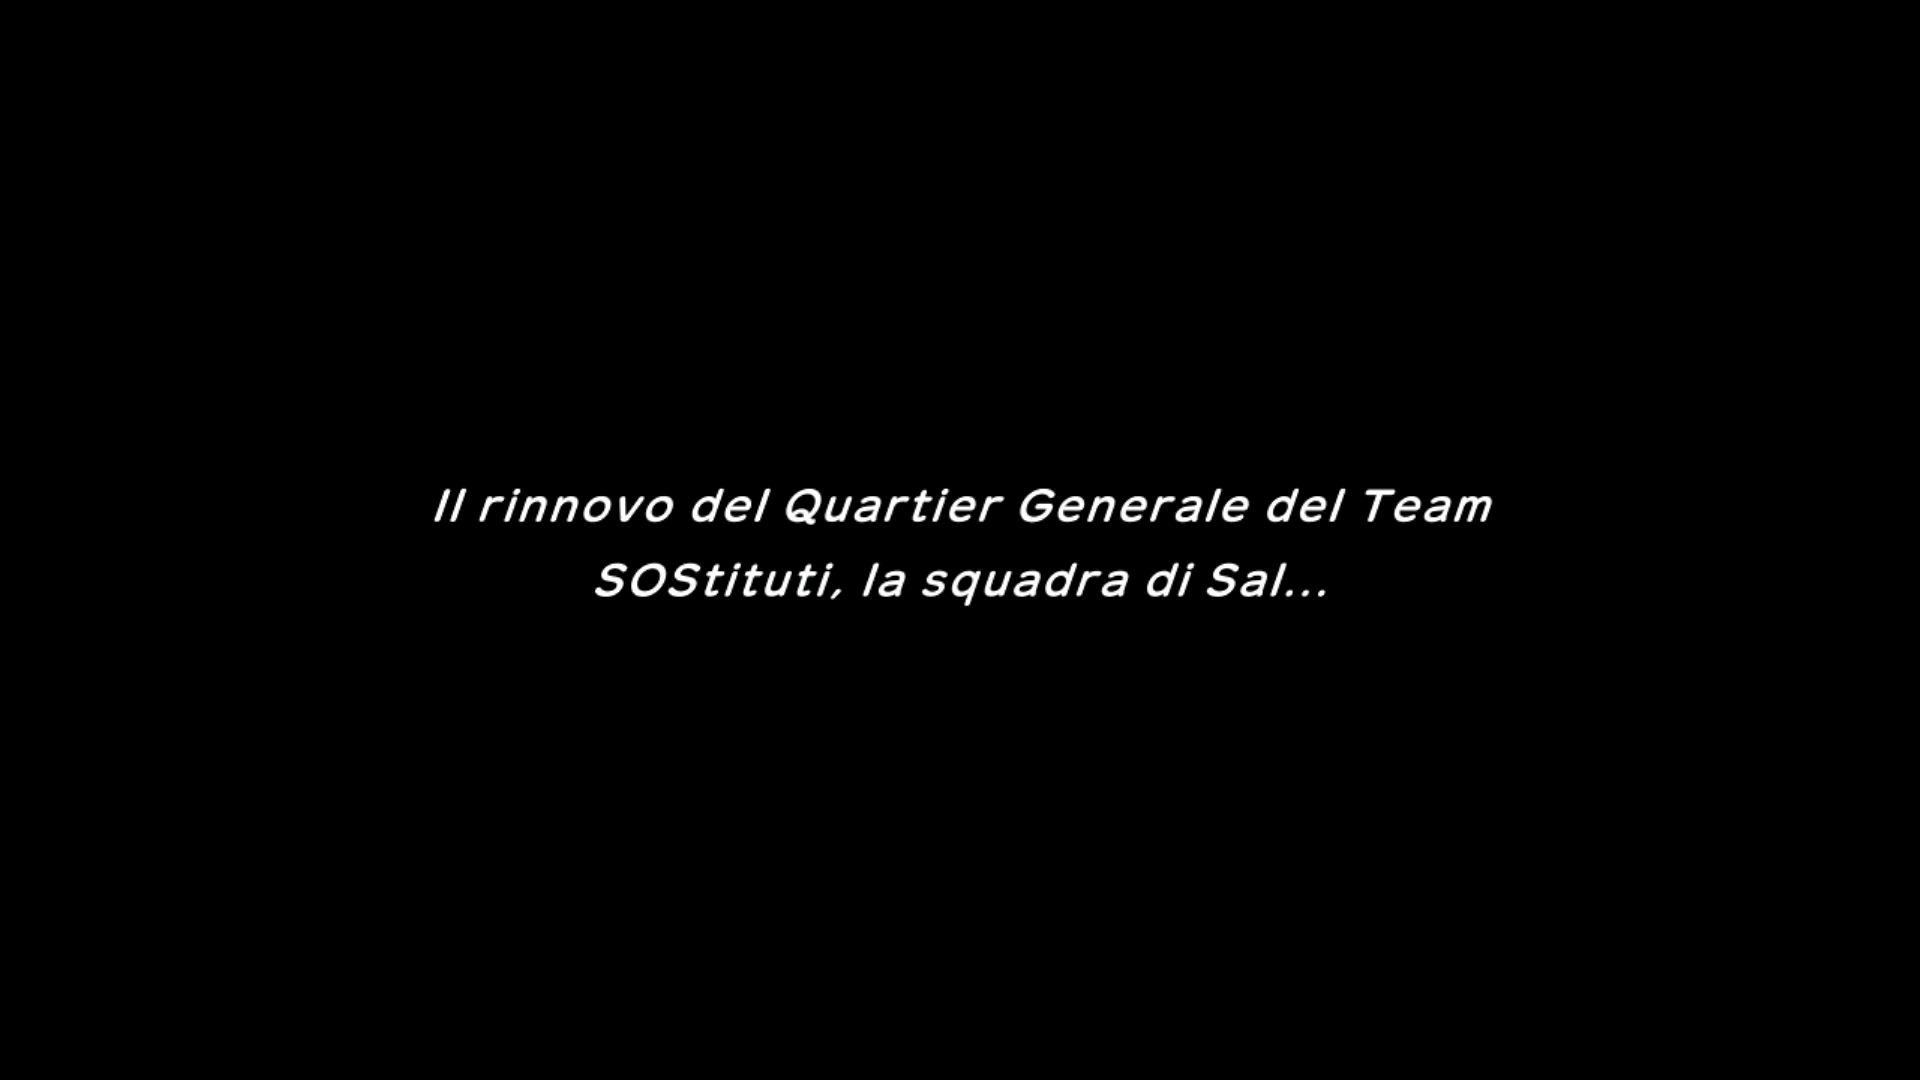 Il rinnovo del Quartier Generale del Team
SOStituti, la squadra di Sal...